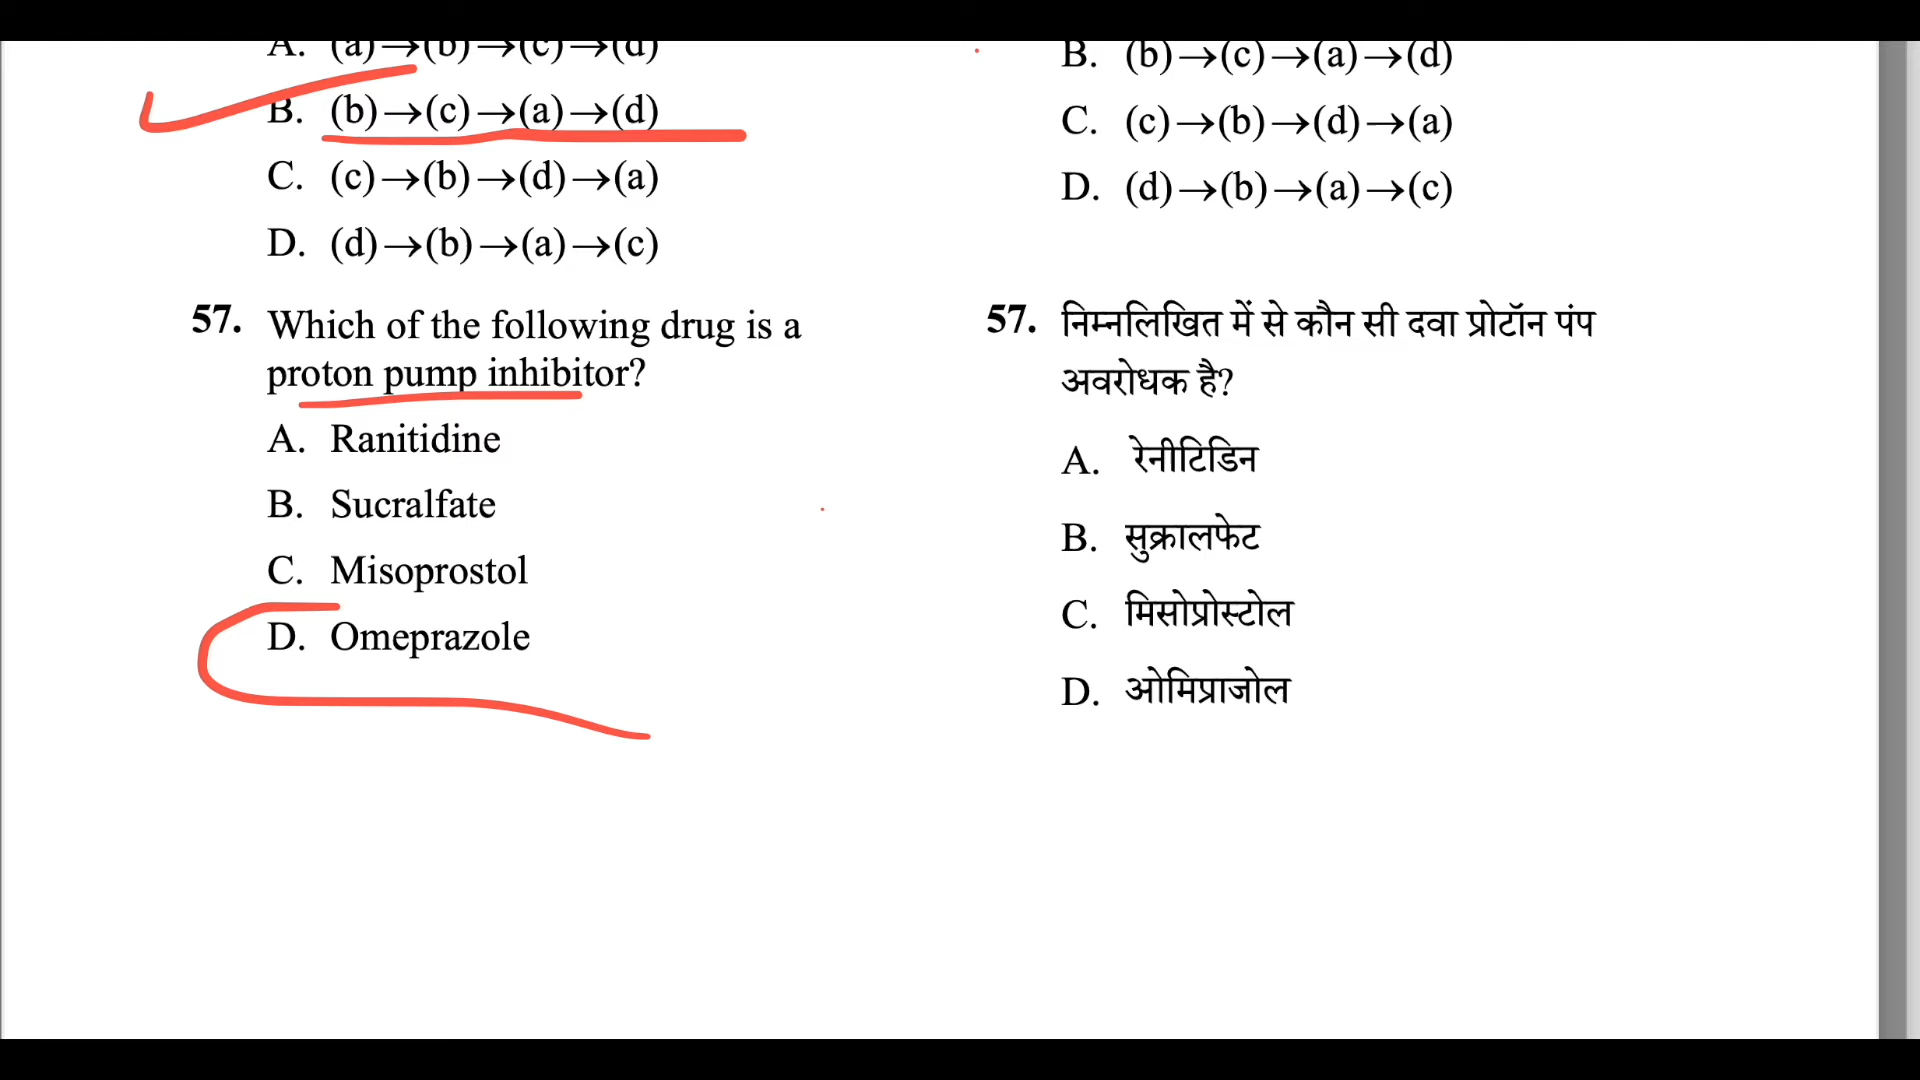 A. (a)→(b)→(c)→(d)
B. (b)→(c)→(a)→(d)
C. (c)→(b)→(d)→(a)
D. (d)→(b)→(a)→(c)
57. Which of the following drug is a
proton pump inhibitor?
A. Ranitidine
B. Sucralfate
C. Misoprostol
D. Omeprazole
B. (b)→(c)→(a)→(d)
C. (c)→(b)→(d)→(a)
D. (d)→(b)→(a)→(c)
57. निम्नलिखित में से कौन सी दवा प्रोटॉन पंप
अवरोधक है?
A. रेनीटिडिन
B. सुक्रालफेट
C. मिसोप्रोस्टोल
D. ओमिप्राजोल